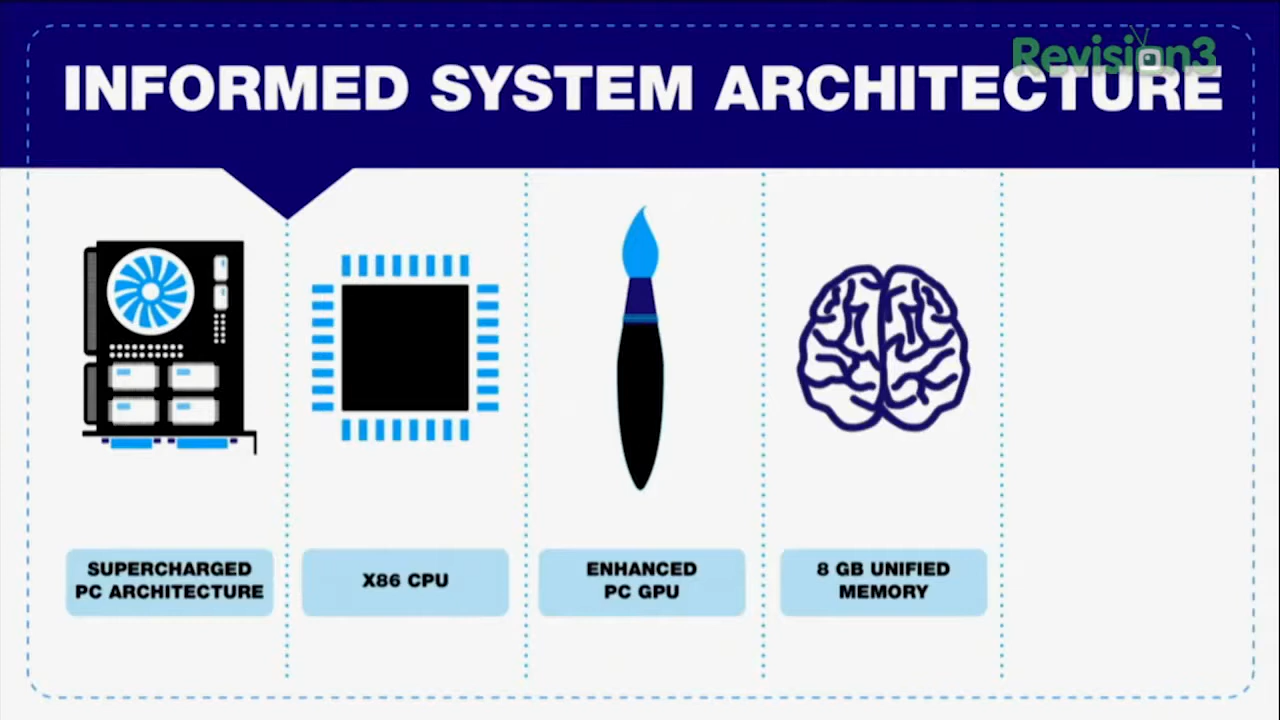 Revision3
INFORMED SYSTEM ARCHITECTURE
SUPERCHARGED
PC ARCHITECTURE
X86 CPU
ENHANCED
PC GPU
8 GB UNIFIED
MEMORY